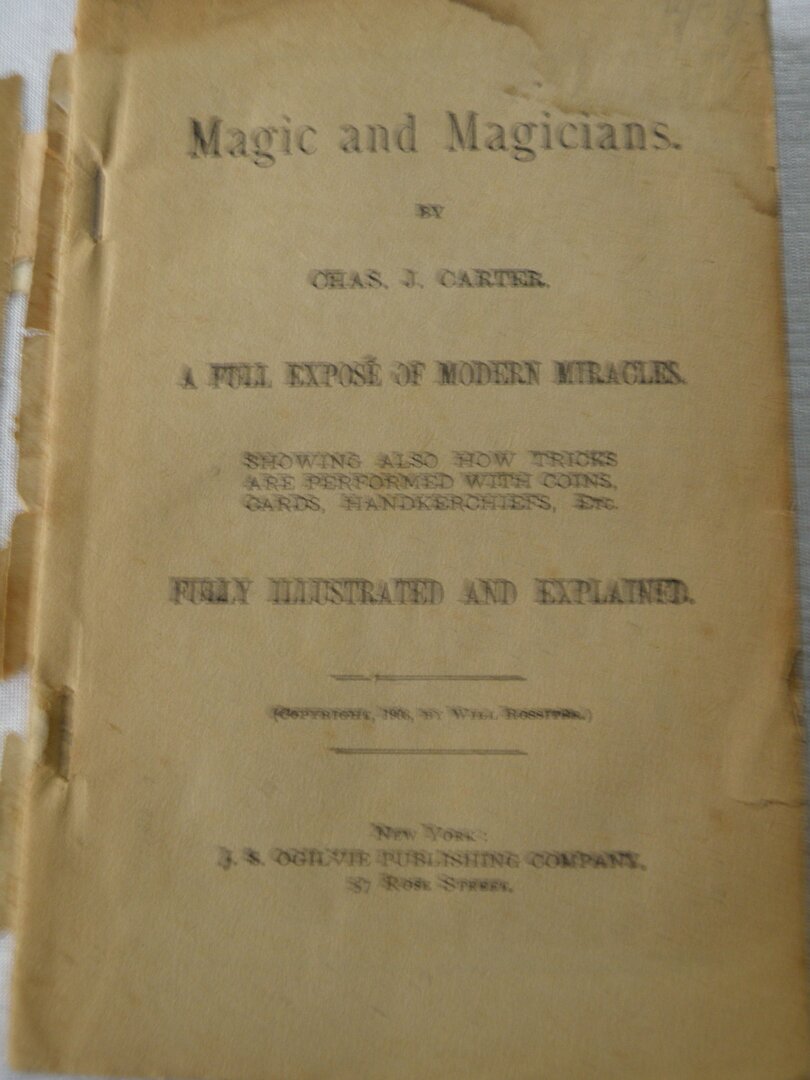 Magic and Magicians.
BY
CHAS. J. CARTER.
A FULL EXPOSÉ OF MODERN MIRACLES.
SHOWING ALSO HOW TRICKS
ARE PERFORMED WITH COINS,
CARDS, HANDKERCHIEFS, Etc.
FULLY ILLUSTRATED AND EXPLAINED.
(Copyright, by Will Rossiter.)
New York:
J. S. OGILVIE PUBLISHING COMPANY,
57 Rose Street.